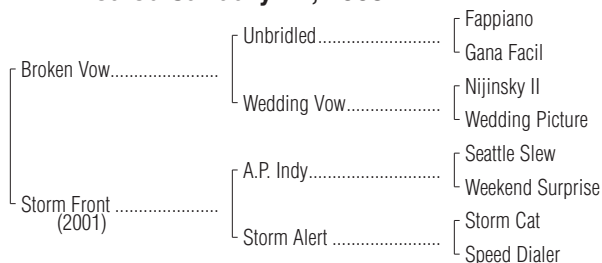 Fappiano
Unbridled
Gana Facil
Broken Vow
Nijinsky II
Wedding Vow
Wedding Picture
Seattle Slew
A.P. Indy
Weekend Surprise
Storm Front
(2001)
Storm Cat
Storm Alert
Speed Dialer